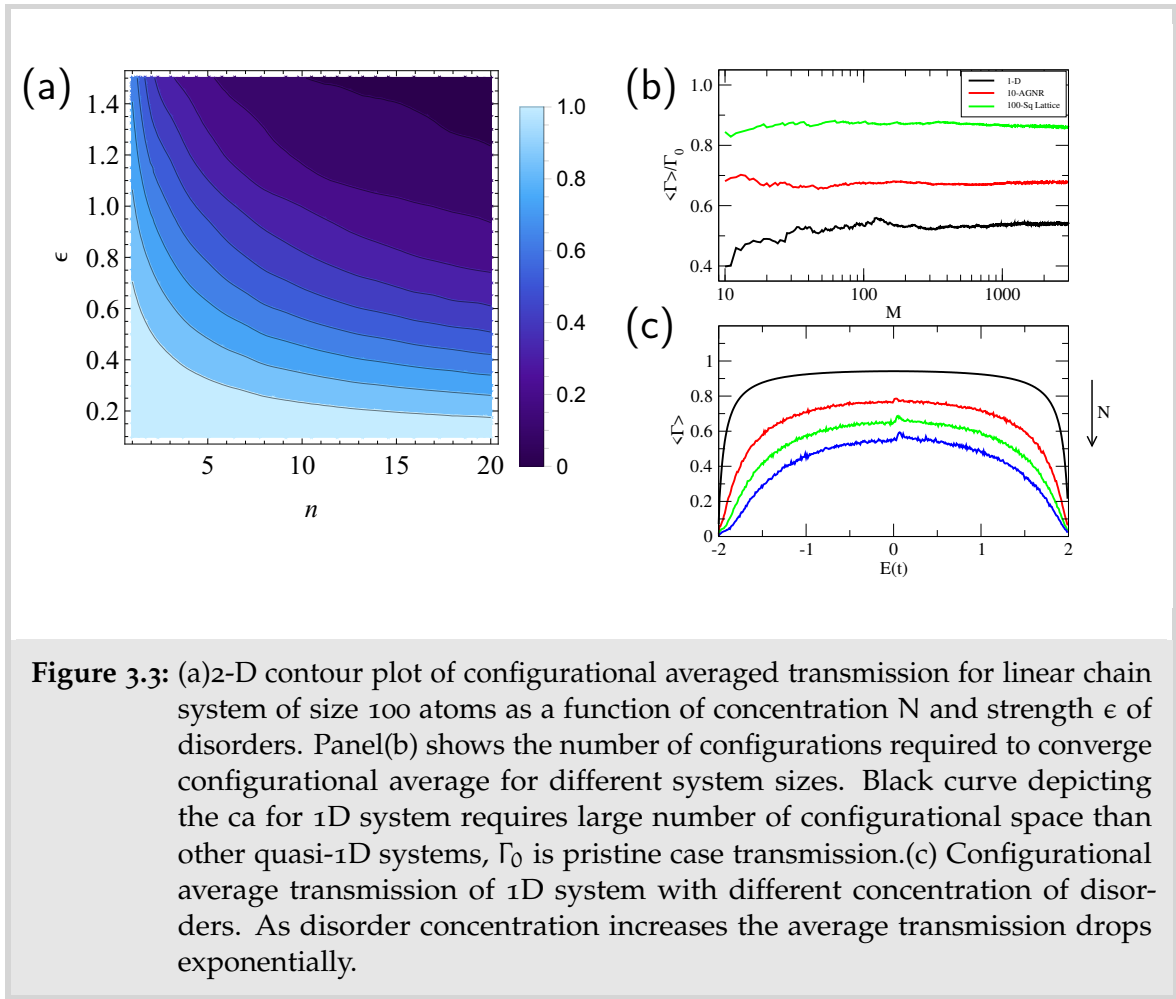 (a)
1.4
1.2
1.0
0.8
0.6
0.4
0.2
ϵ
5
10
15
20
n
1.0
0.8
0.6
0.4
0.2
0
(b)
1.0
0.8
0.6
0.4
<Γ>/Γ₀
1-D
10-AGNR
100-Sq Lattice
10
100
1000
M
(c)
1
0.8
0.6
0.4
0.2
0
<Γ>
-2
-1
0
1
2
E(t)
N
Figure 3.3: (a)2-D contour plot of configurational averaged transmission for linear chain
system of size 100 atoms as a function of concentration N and strength ϵ of
disorders. Panel(b) shows the number of configurations required to converge
configurational average for different system sizes. Black curve depicting
the ca for 1D system requires large number of configurational space than
other quasi-1D systems, Γ₀ is pristine case transmission.(c) Configurational
average transmission of 1D system with different concentration of disor-
ders. As disorder concentration increases the average transmission drops
exponentially.